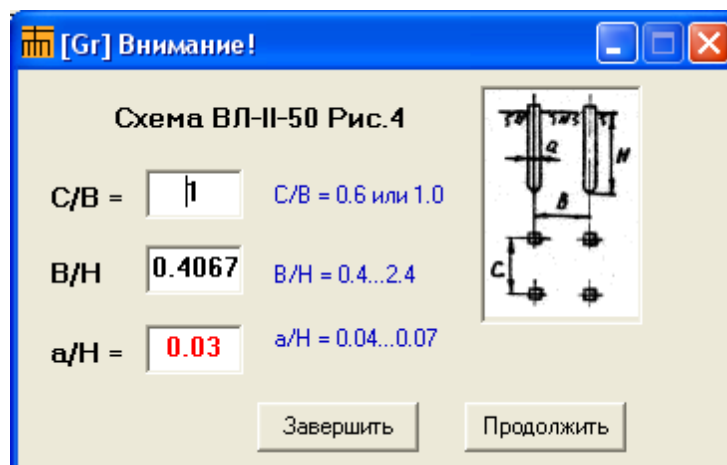 [Gr] Внимание!
Схема ВЛ-II-50 Рис.4
С/В = 1 С/В = 0.6 или 1.0
В/Н 0.4067 В/Н = 0.4...2.4
а/Н = 0.03 а/Н = 0.04...0.07
а
Н
В
С
Завершить Продолжить